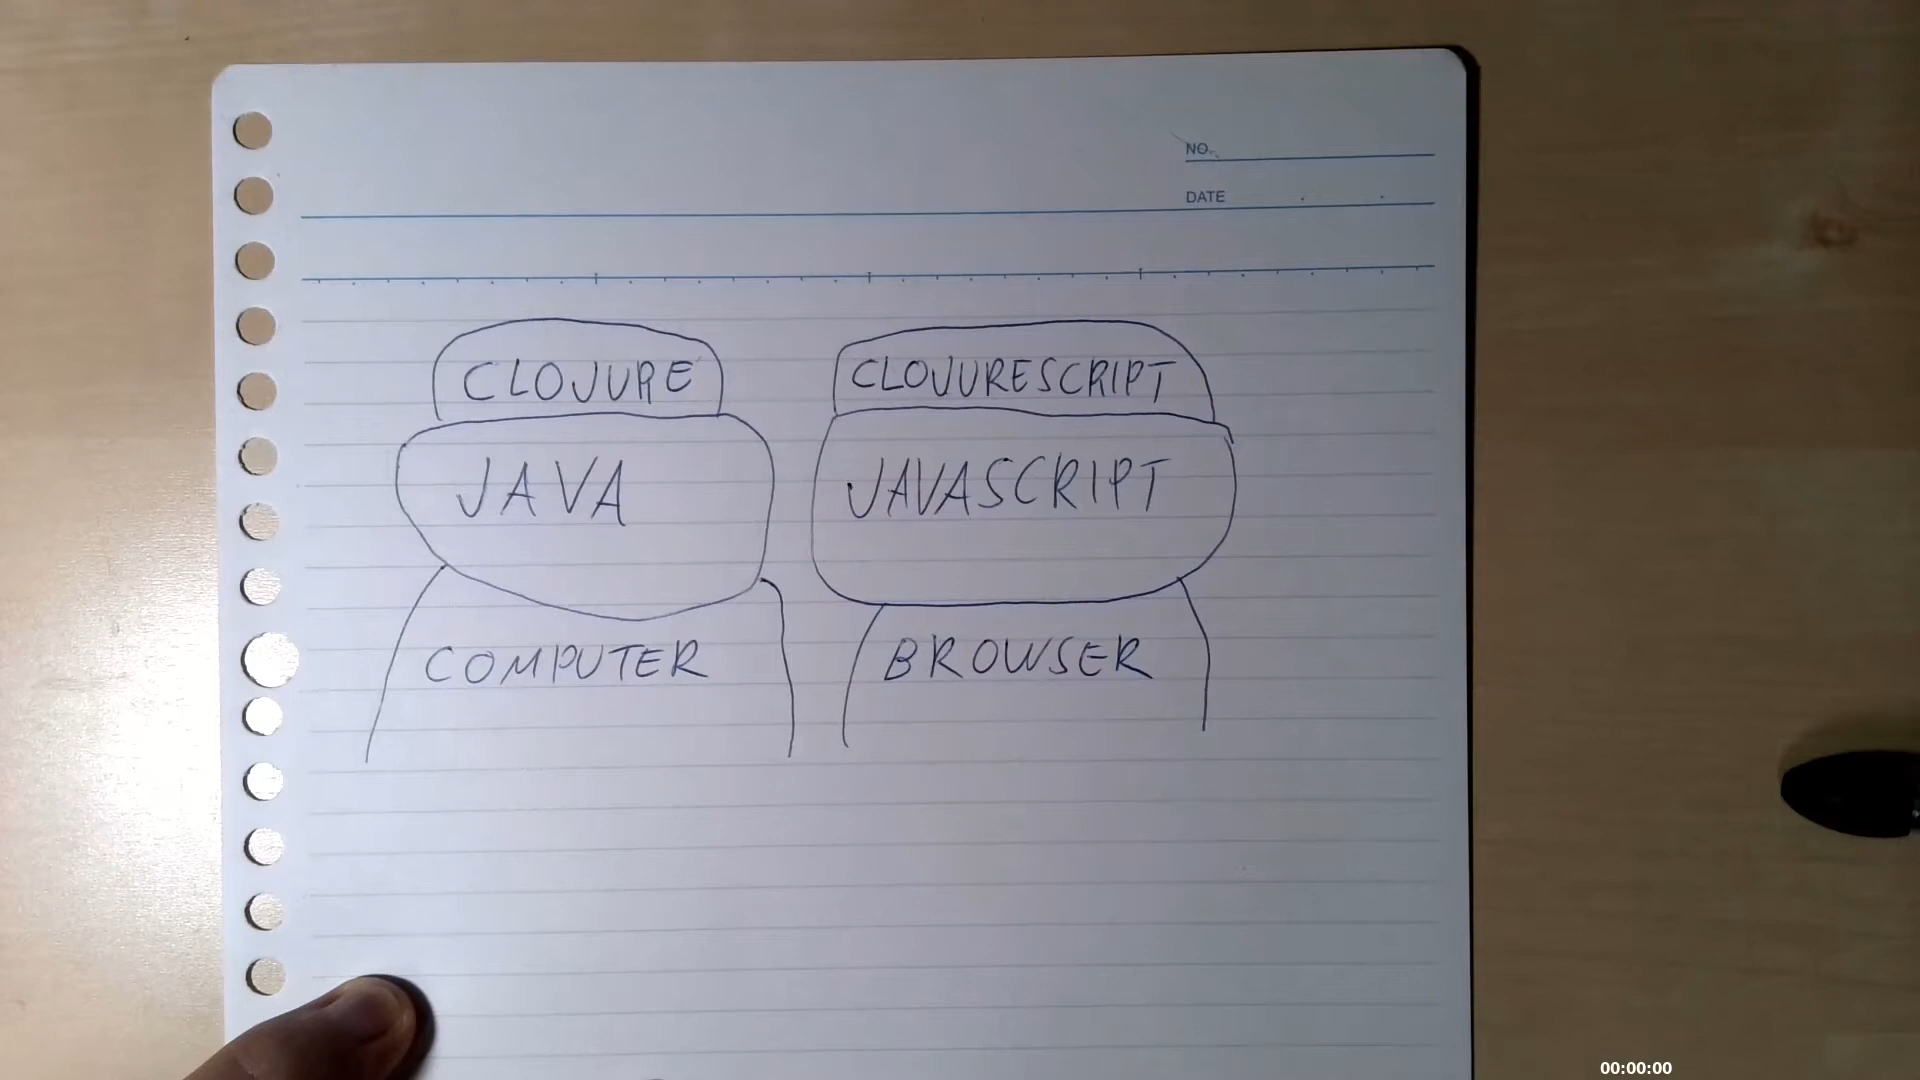 NO.
DATE
CLOJURE CLOJURESCRIPT
JAVA JAVASCRIPT
COMPUTER BROWSER
00:00:00